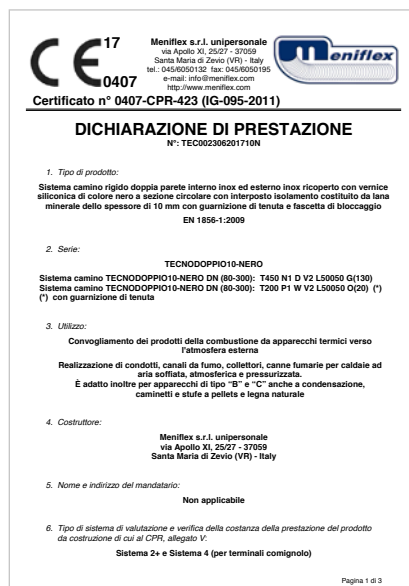 CE
17
0407
Meniflex s.r.l. unipersonale
via Apollo XI, 25/27 - 37059
Santa Maria di Zevio (VR) - Italy
tel.: 045/6050132 fax: 045/6050195
e-mail: info@meniflex.com
http://www.meniflex.com
Meniflex
Certificato n° 0407-CPR-423 (IG-095-2011)
DICHIARAZIONE DI PRESTAZIONE
N°: TEC002306201710N
1. Tipo di prodotto:
Sistema camino rigido doppia parete interno inox ed esterno inox ricoperto con vernice
siliconica di colore nero a sezione circolare con interposto isolamento costituito da lana
minerale dello spessore di 10 mm con guarnizione di tenuta e fascetta di bloccaggio
EN 1856-1:2009
2. Serie:
TECNODOPPIO10-NERO
Sistema camino TECNODOPPIO10-NERO DN (80-300): T450 N1 D V2 L50050 G(130)
Sistema camino TECNODOPPIO10-NERO DN (80-300): T200 P1 W V2 L50050 O(20) (*)
(*) con guarnizione di tenuta
3. Utilizzo:
Convogliamento dei prodotti della combustione da apparecchi termici verso
l'atmosfera esterna
Realizzazione di condotti, canali da fumo, collettori, canne fumarie per caldaie ad
aria soffiata, atmosferica e pressurizzata.
È adatto inoltre per apparecchi di tipo “B” e “C” anche a condensazione,
caminetti e stufe a pellets e legna naturale
4. Costruttore:
Meniflex s.r.l. unipersonale
via Apollo XI, 25/27 - 37059
Santa Maria di Zevio (VR) - Italy
5. Nome e indirizzo del mandatario:
Non applicabile
6. Tipo di sistema di valutazione e verifica della costanza della prestazione del prodotto
da costruzione di cui al CPR, allegato V:
Sistema 2+ e Sistema 4 (per terminali comignolo)
Pagina 1 di 3